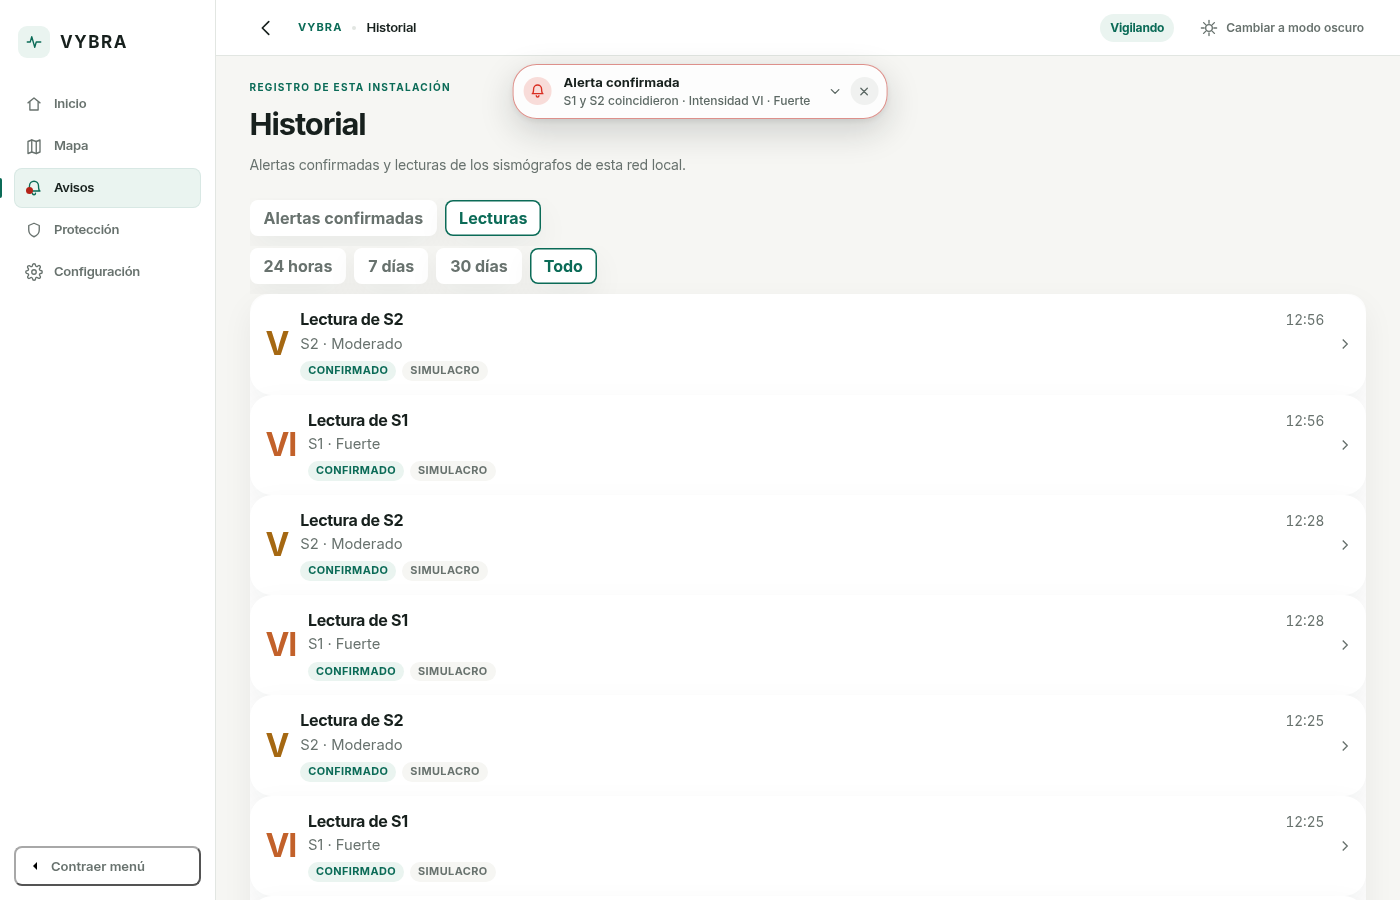 VYBRA
Inicio
Mapa
Avisos
Protección
Configuración
Contraer menú
VYBRA
Historial
Vigilando
Cambiar a modo oscuro
Alerta confirmada
S1 y S2 coincidieron · Intensidad VI · Fuerte
REGISTRO DE ESTA INSTALACIÓN
Historial
Alertas confirmadas y lecturas de los sismógrafos de esta red local.
Alertas confirmadas
Lecturas
24 horas
7 días
30 días
Todo
V
Lectura de S2
12:56
S2 · Moderado
CONFIRMADO
SIMULACRO
VI
Lectura de S1
12:56
S1 · Fuerte
CONFIRMADO
SIMULACRO
V
Lectura de S2
12:28
S2 · Moderado
CONFIRMADO
SIMULACRO
VI
Lectura de S1
12:28
S1 · Fuerte
CONFIRMADO
SIMULACRO
V
Lectura de S2
12:25
S2 · Moderado
CONFIRMADO
SIMULACRO
VI
Lectura de S1
12:25
S1 · Fuerte
CONFIRMADO
SIMULACRO